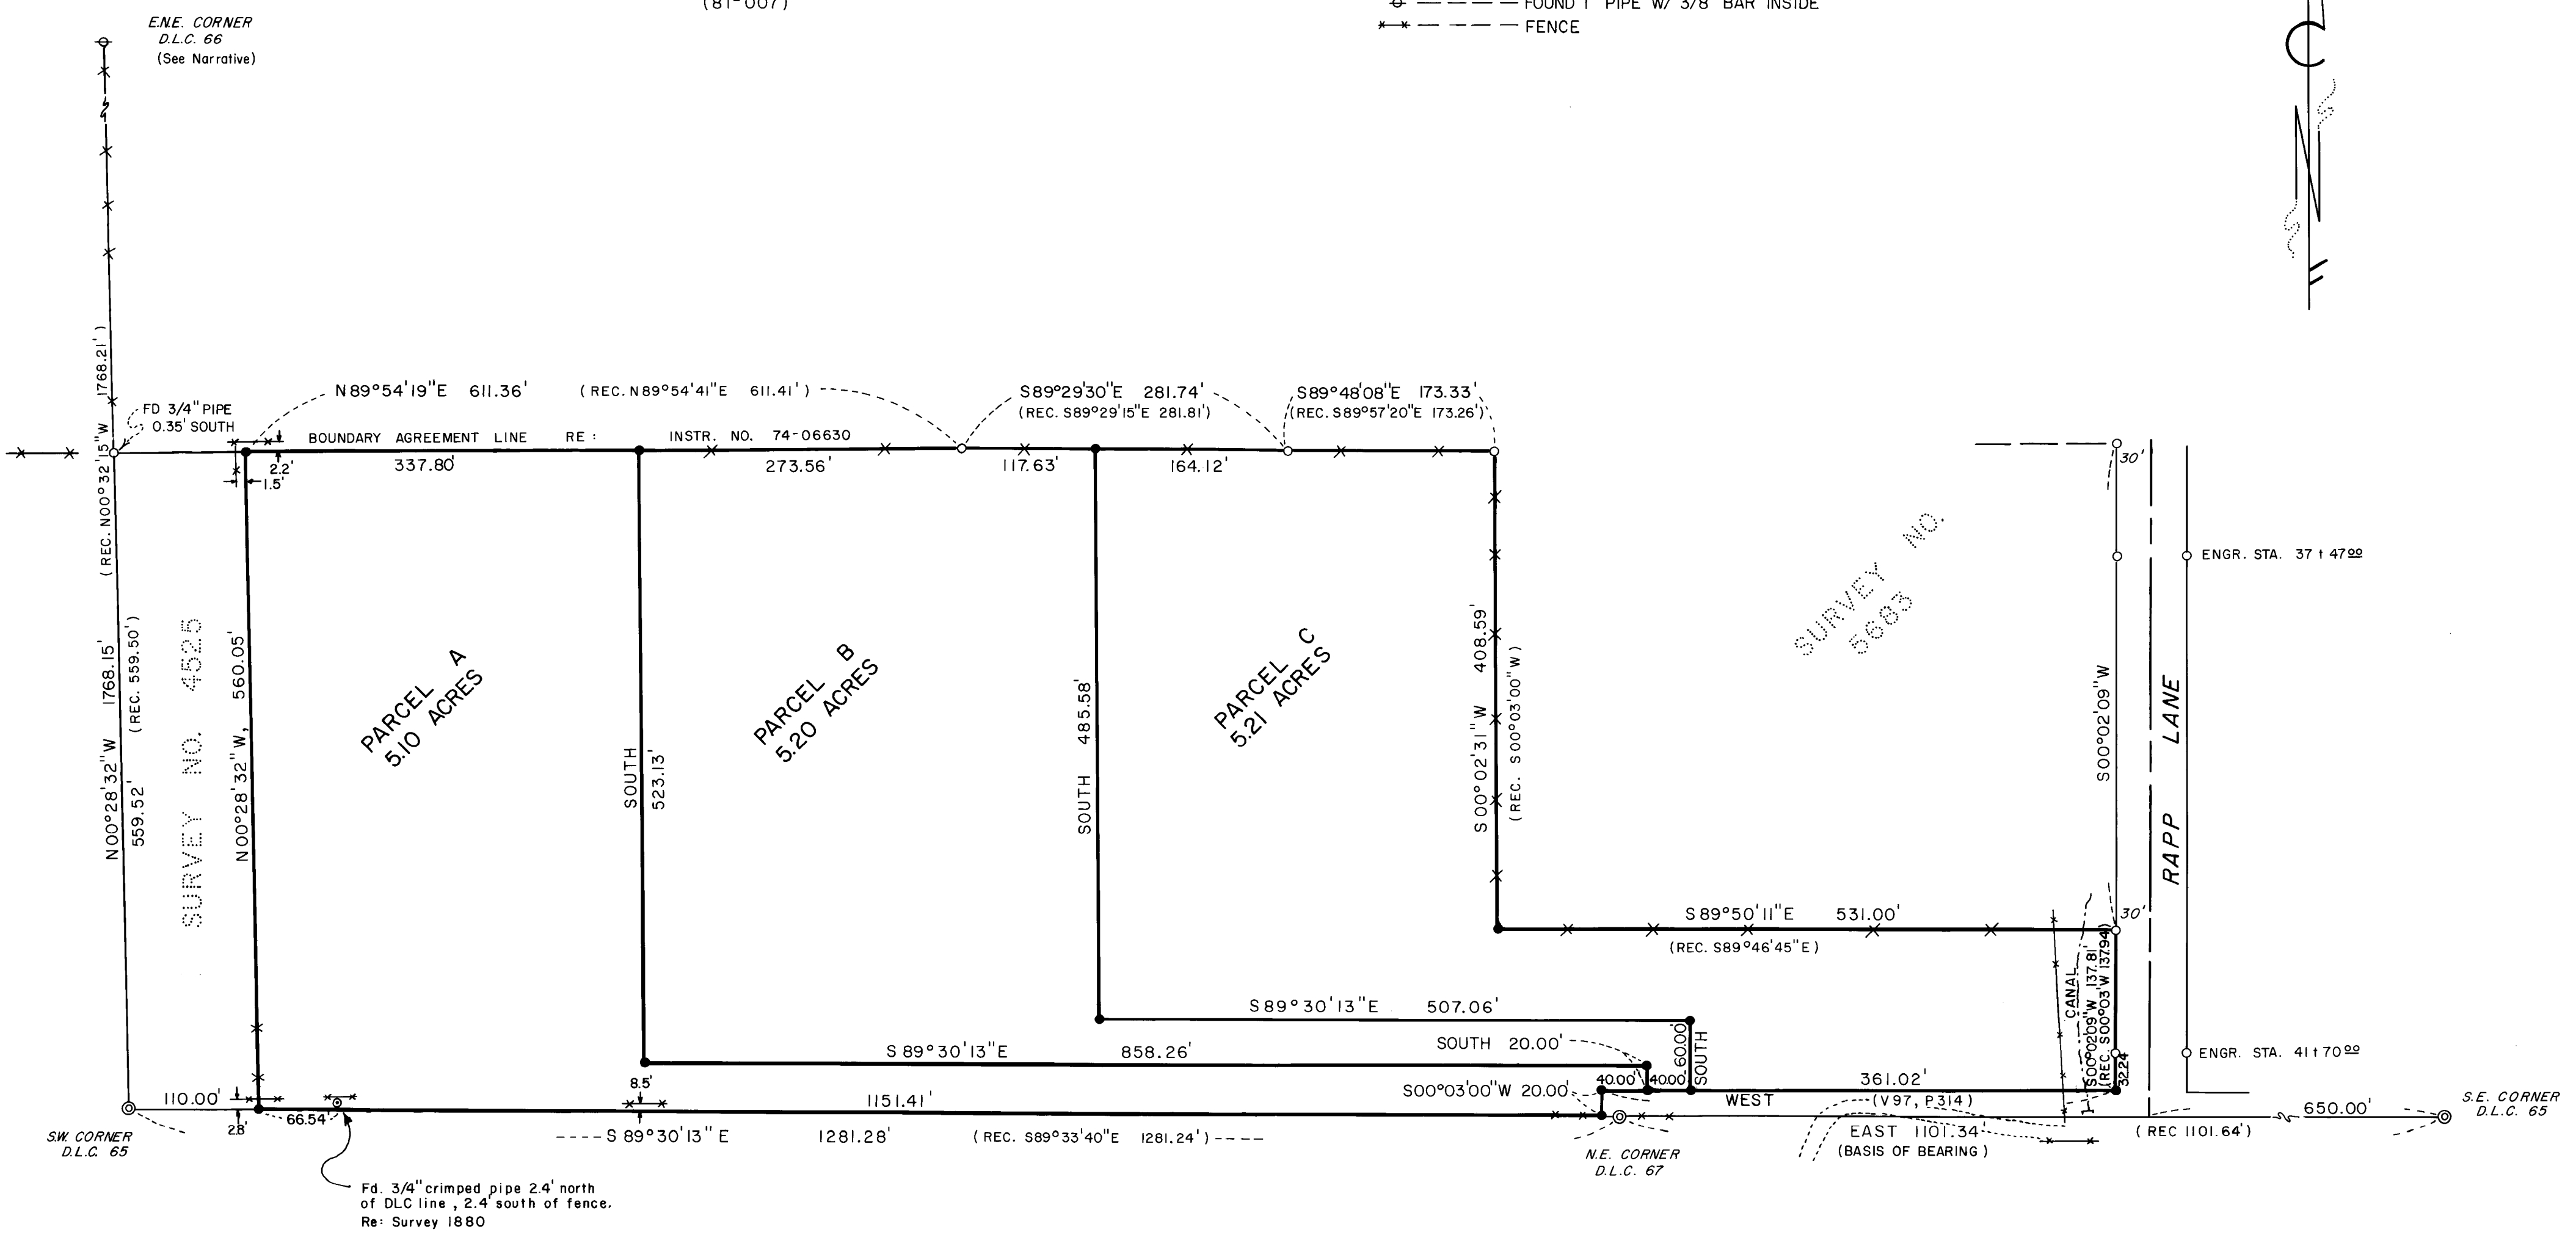 (81-007)
FOUND 1" PIPE W/ 3/8" BAR INSIDE
FENCE
E.N.E. CORNER
D.L.C. 66
(See Narrative)
N
(REC. N00°32'15"W 1768.21')
FD 3/4" PIPE
0.35' SOUTH
N89°54'19"E 611.36' (REC. N89°54'41"E 611.41')
S89°29'30"E 281.74'
(REC. S89°29'15"E 281.81')
S89°48'08"E 173.33'
(REC. S89°57'20"E 173.26')
BOUNDARY AGREEMENT LINE RE: INSTR. NO. 74-06630
2.2'
1.5'
337.80'
273.56'
117.63'
164.12'
30'
ENGR. STA. 37+47.00
SURVEY NO.
5683
N00°28'32"W 1768.15'
559.52' (REC. 559.50')
SURVEY NO. 4525
N00°28'32"W, 560.05'
PARCEL A
5.10 ACRES
SOUTH
523.13'
PARCEL B
5.20 ACRES
SOUTH 485.58'
PARCEL C
5.21 ACRES
S00°02'31"W 408.59'
(REC. S00°03'00"W)
S00°02'09"W
RAPP LANE
S89°50'11"E 531.00'
(REC. S89°46'45"E)
30'
CANAL
S00°02'09"W 137.81'
(REC. S00°03'W 137.94')
32.24
S89°30'13"E 507.06'
60.00'
SOUTH
S89°30'13"E 858.26'
SOUTH 20.00'
ENGR. STA. 41+70.00
40.00'
40.00'
S00°03'00"W 20.00'
361.02'
WEST
(V97, P314)
110.00'
2.8'
66.54'
8.5'
1151.41'
S.W. CORNER
D.L.C. 65
S89°30'13"E 1281.28' (REC. S89°33'40"E 1281.24')
N.E. CORNER
D.L.C. 67
EAST 1101.34'
(BASIS OF BEARING)
(REC 1101.64')
650.00'
S.E. CORNER
D.L.C. 65
Fd. 3/4" crimped pipe 2.4' north
of DLC line, 2.4' south of fence.
Re: Survey 1880